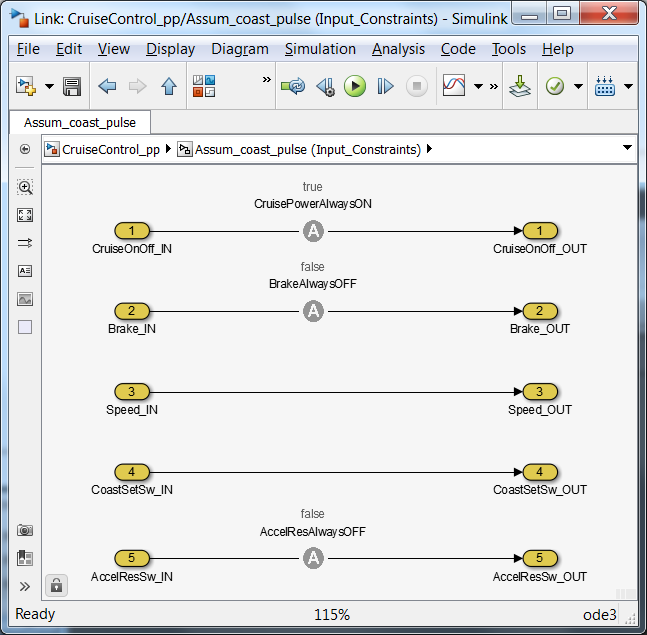 Link: CruiseControl_pp/Assum_coast_pulse (Input_Constraints) - Simulink
File Edit View Display Diagram Simulation Analysis Code Tools Help
»
»
Assum_coast_pulse
CruiseControl_pp Assum_coast_pulse (Input_Constraints)
true
CruisePowerAlwaysON
1 A 1
CruiseOnOff_IN CruiseOnOff_OUT
false
BrakeAlwaysOFF
2 A 2
Brake_IN Brake_OUT
3 3
Speed_IN Speed_OUT
4 4
CoastSetSw_IN CoastSetSw_OUT
false
AccelResAlwaysOFF
5 A 5
AccelResSw_IN AccelResSw_OUT
»
Ready 115% ode3